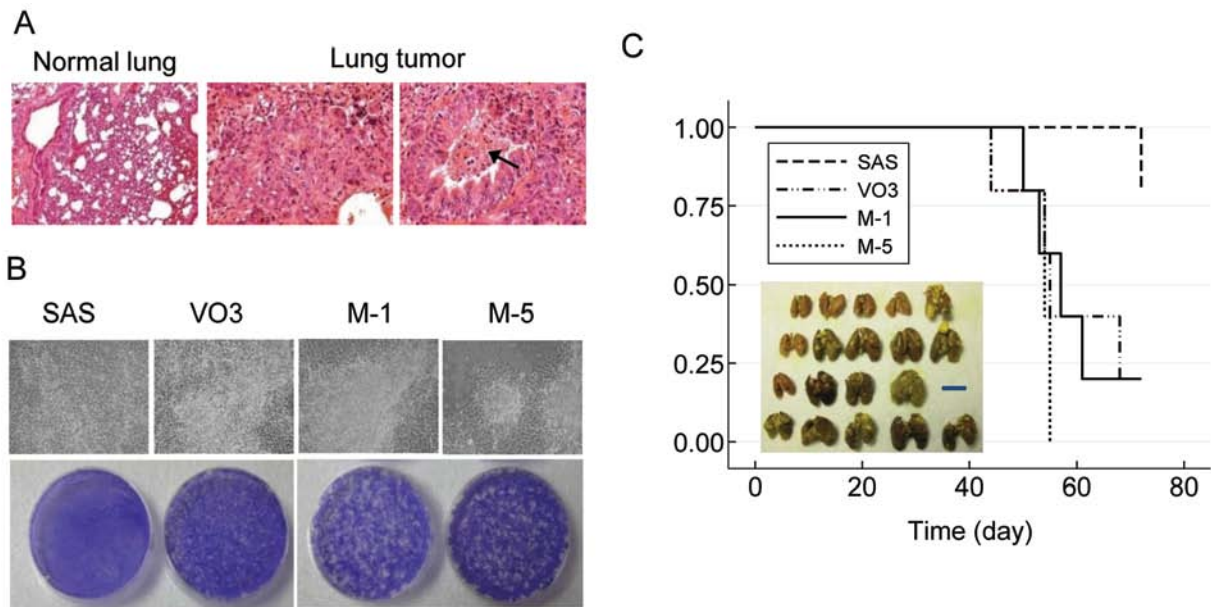 A
Normal lung
Lung tumor
B
SAS
VO3
M-1
M-5
C
1.00
0.75
0.50
0.25
0.00
SAS
VO3
M-1
M-5
0
20
40
60
80
Time (day)